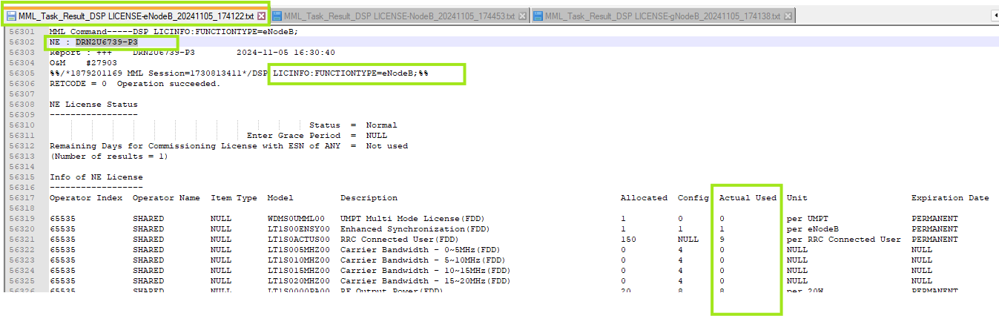 MML_Task_Result_DSP LICENSE-eNodeB_20241105_174122.txt MML_Task_Result_DSP LICENSE-NodeB_20241105_174453.txt MML_Task_Result_DSP LICENSE-gNodeB_20241105_174138.txt
56301 MML Command-----DSP LICINFO:FUNCTIONTYPE=eNodeB;
56302 NE : DRN2U6739-P3
56303 Report : +++ DRN2U6739-P3 2024-11-05 16:30:40
56304 O&M #27903
56305 %%/*1879201169 MML Session=1730813411*/DSP LICINFO:FUNCTIONTYPE=eNodeB;%%
56306 RETCODE = 0 Operation succeeded.
56307
56308 NE License Status
56309 -----------------
56310 Status = Normal
56311 Enter Grace Period = NULL
56312 Remaining Days for Commissioning License with ESN of ANY = Not used
56313 (Number of results = 1)
56314
56315 Info of NE License
56316 ------------------
56317 Operator Index Operator Name Item Type Model Description Allocated Config Actual Used Unit Expiration Date
56318
56319 65535 SHARED NULL WDMS0UMML00 UMPT Multi Mode License(FDD) 1 0 0 per UMPT PERMANENT
56320 65535 SHARED NULL LT1S00ENSY00 Enhanced Synchronization(FDD) 1 1 1 per eNodeB PERMANENT
56321 65535 SHARED NULL LT1S0ACTUS00 RRC Connected User(FDD) 150 NULL 9 per RRC Connected User PERMANENT
56322 65535 SHARED NULL LT1S005MHZ00 Carrier Bandwidth - 0~5MHz(FDD) 0 4 0 NULL NULL
56323 65535 SHARED NULL LT1S010MHZ00 Carrier Bandwidth - 5~10MHz(FDD) 0 4 0 NULL NULL
56324 65535 SHARED NULL LT1S015MHZ00 Carrier Bandwidth - 10~15MHz(FDD) 0 4 0 NULL NULL
56325 65535 SHARED NULL LT1S020MHZ00 Carrier Bandwidth - 15~20MHz(FDD) 0 4 0 NULL NULL
56326 65535 SHARED NULL LT1S0000PA00 RF Output Power(FDD) 20 8 8 per 20W PERMANENT